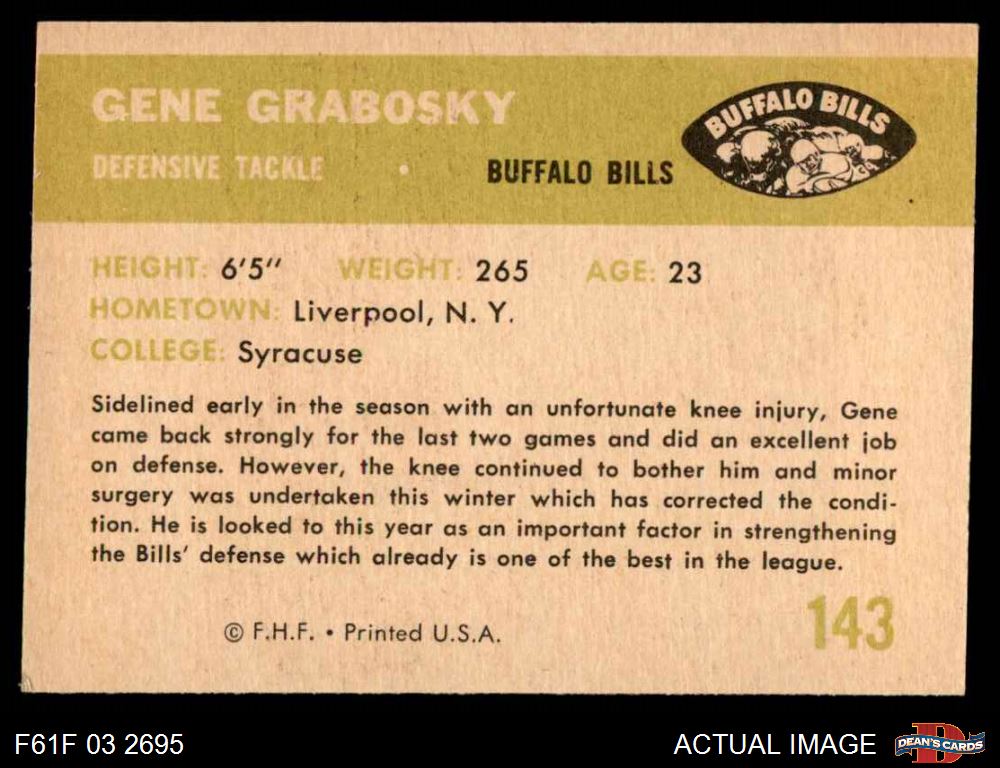 GENE GRABOSKY
DEFENSIVE TACKLE • BUFFALO BILLS
BUFFALO BILLS
HEIGHT: 6'5" WEIGHT: 265 AGE: 23
HOMETOWN: Liverpool, N. Y.
COLLEGE: Syracuse
Sidelined early in the season with an unfortunate knee injury, Gene
came back strongly for the last two games and did an excellent job
on defense. However, the knee continued to bother him and minor
surgery was undertaken this winter which has corrected the condi-
tion. He is looked to this year as an important factor in strengthening
the Bills' defense which already is one of the best in the league.
143
© F.H.F. • Printed U.S.A.
F61F 03 2695
ACTUAL IMAGE
D
DEAN'S CARDS